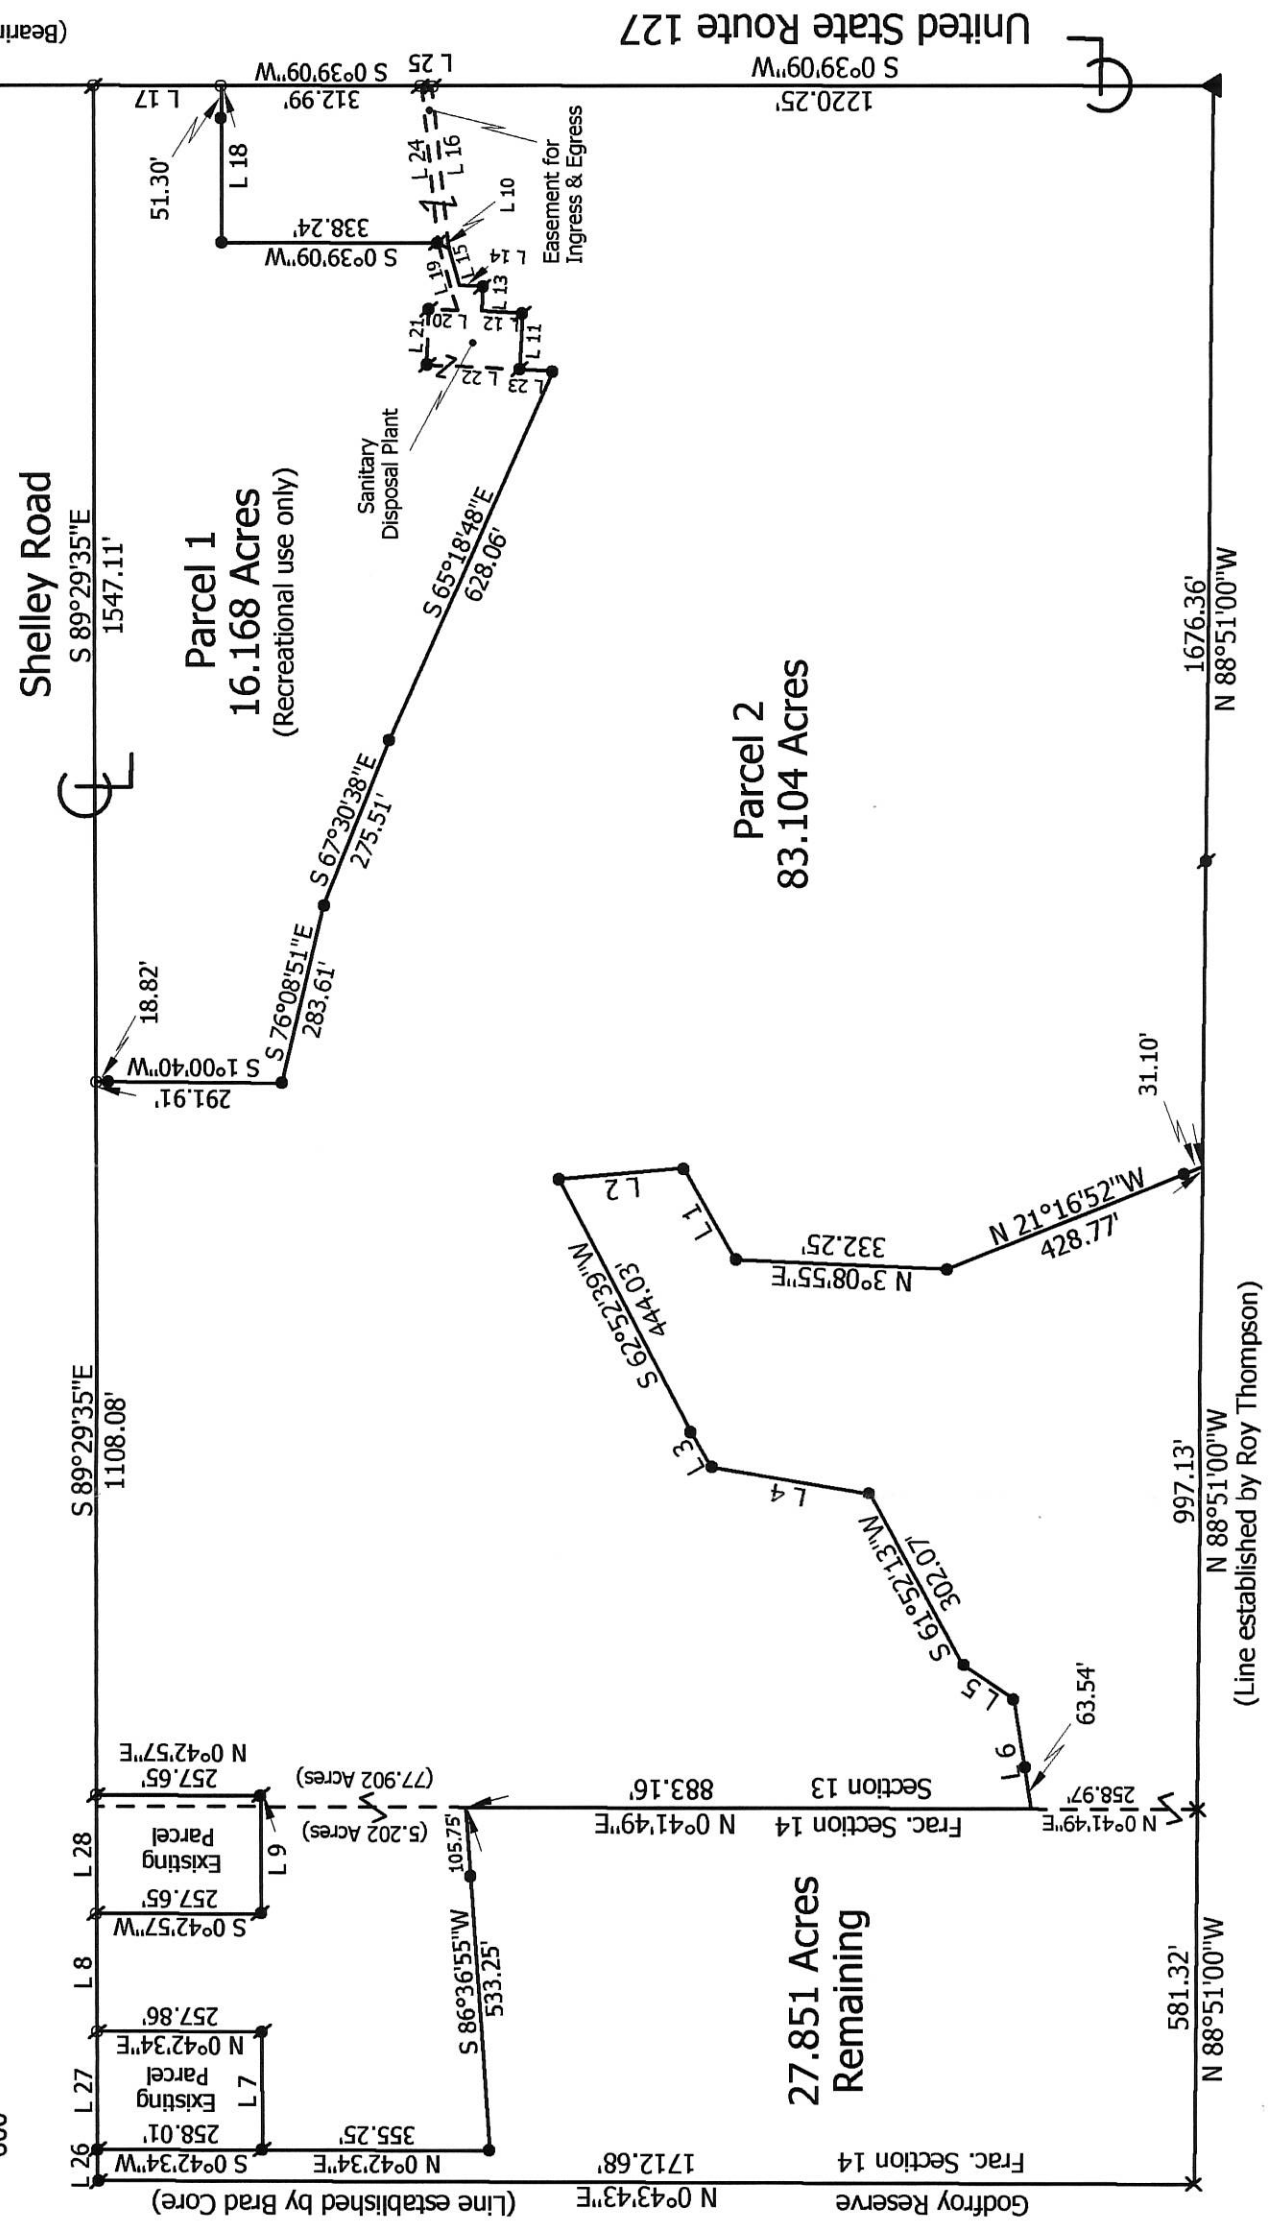 (Bearin
Shelley Road
S 89°29'35"E
1547.11'
S 89°29'35"E
1108.08'
L 17
51.30'
L 18
S 0°39'09"W
312.99'
L 25
United State Route 127
S 0°39'09"W
1220.25'
S 0°39'09"W
338.24'
L 24
L 16
L 10
Easement for
Ingress & Egress
L 19
L 15
L 14
L 13
L 20
L 12
L 21
L 11
L 22
L 23
Sanitary
Disposal Plant
Parcel 1
16.168 Acres
(Recreational use only)
S 65°18'48"E
628.06'
S 67°30'38"E
275.51'
S 76°08'51"E
283.61'
18.82'
S 1°00'40"W
291.91'
Parcel 2
83.104 Acres
1676.36'
N 88°51'00"W
31.10'
N 21°16'52"W
428.77'
N 3°08'55"E
332.25'
L 1
L 2
S 62°52'39"W
444.03'
L 3
L 4
S 61°52'13"W
302.07'
L 5
L 6
63.54'
997.13'
N 88°51'00"W
(Line established by Roy Thompson)
N 0°42'57"E
257.65'
(77.902 Acres)
(5.202 Acres)
883.16'
Section 13
N 0°41'49"E
Frac. Section 14
258.97'
N 0°41'49"E
L 28
Existing
Parcel
L 9
257.65'
S 0°42'57"W
L 8
257.86'
N 0°42'34"E
L 27
Existing
Parcel
L 7
258.01'
S 0°42'34"W
L 26
355.25'
N 0°42'34"E
105.75'
S 86°36'55"W
533.25'
27.851 Acres
Remaining
581.32'
N 88°51'00"W
1712.68'
Frac. Section 14
(Line established by Brad Core)
N 0°43'43"E
Godfroy Reserve